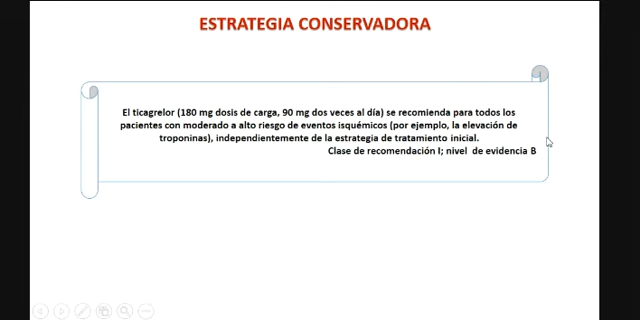 ESTRATEGIA CONSERVADORA
El ticagrelor (180 mg dosis de carga, 90 mg dos veces al día) se recomienda para todos los
pacientes con moderado a alto riesgo de eventos isquémicos (por ejemplo, la elevación de
troponinas), independientemente de la estrategia de tratamiento inicial.
Clase de recomendación I; nivel de evidencia B